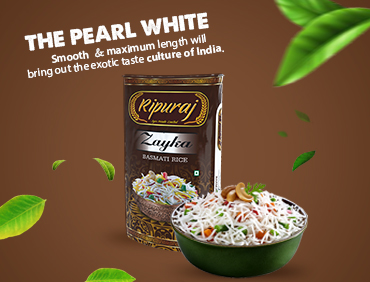 THE PEARL WHITE
Smooth & maximum length will
bring out the exotic taste culture of India.
Ripuraj
Zayka
BASMATI RICE